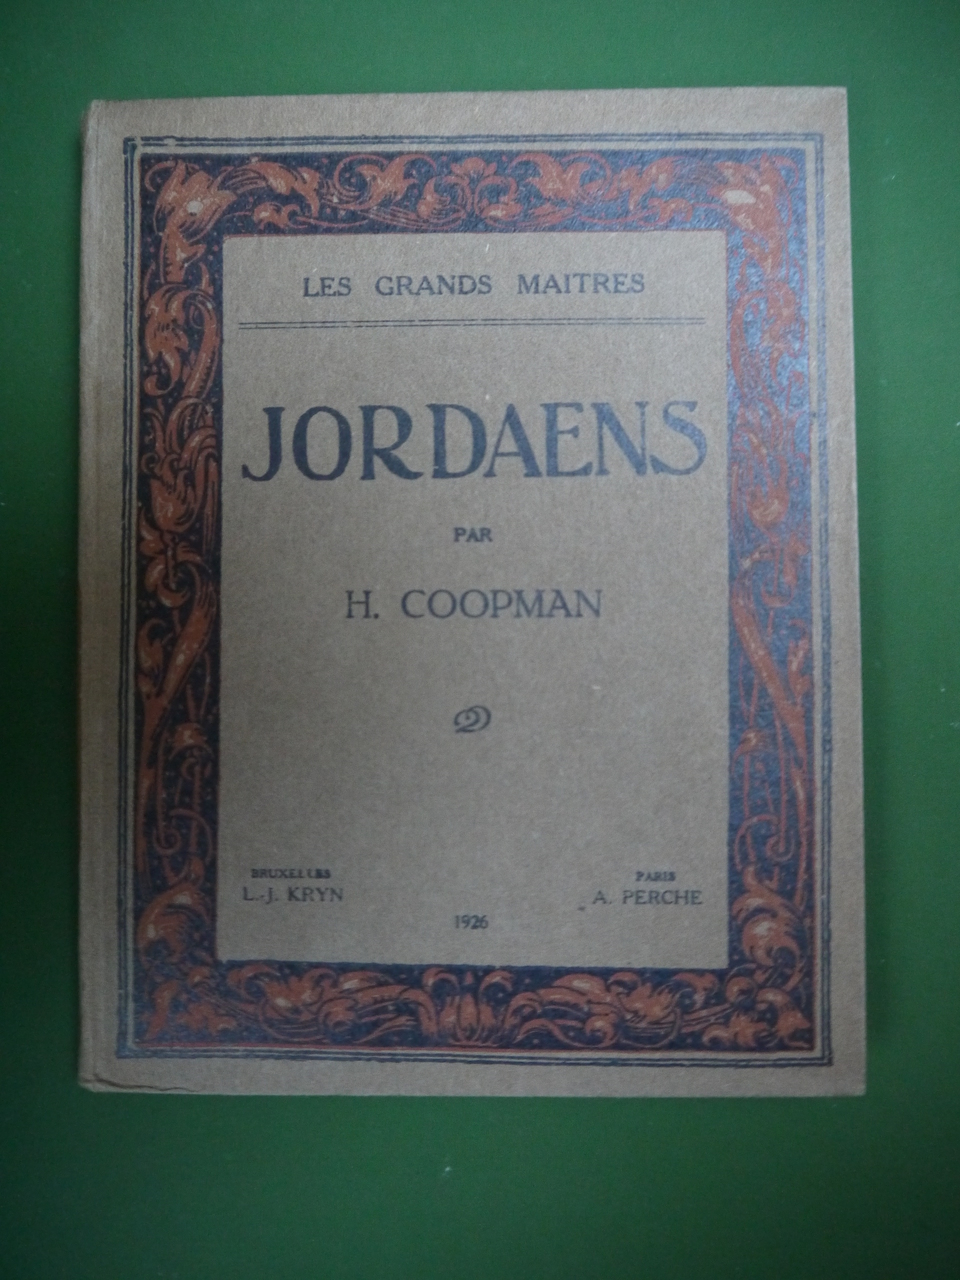 LES GRANDS MAITRES
JORDAENS
PAR
H. COOPMAN
BRUXELLES
L.-J. KRYN
PARIS
A. PERCHE
1926